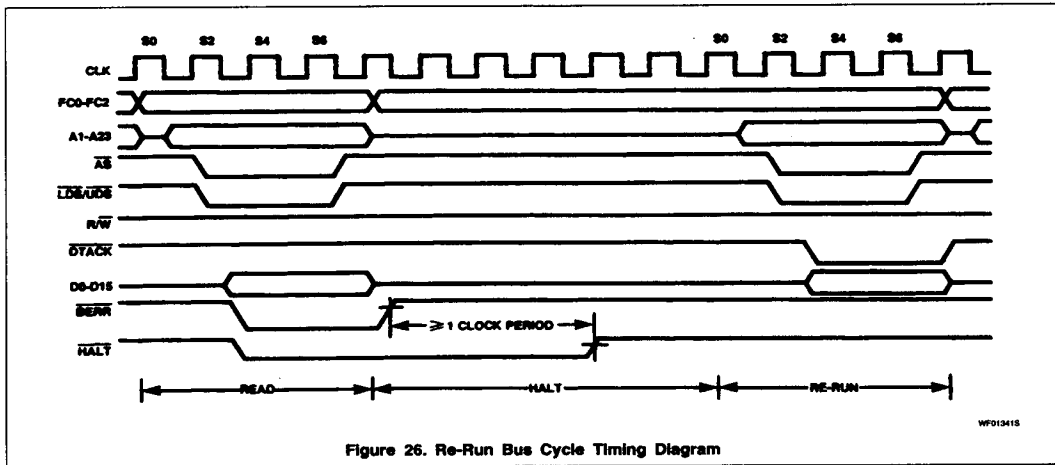 S0 S2 S4 S6 S0 S2 S4 S6
CLK
FC0-FC2
A1-A23
AS
LDS/UDS
R/W
DTACK
D8-D15
BERR
≥ 1 CLOCK PERIOD
HALT
READ HALT RE-RUN
WF01341S
Figure 26. Re-Run Bus Cycle Timing Diagram